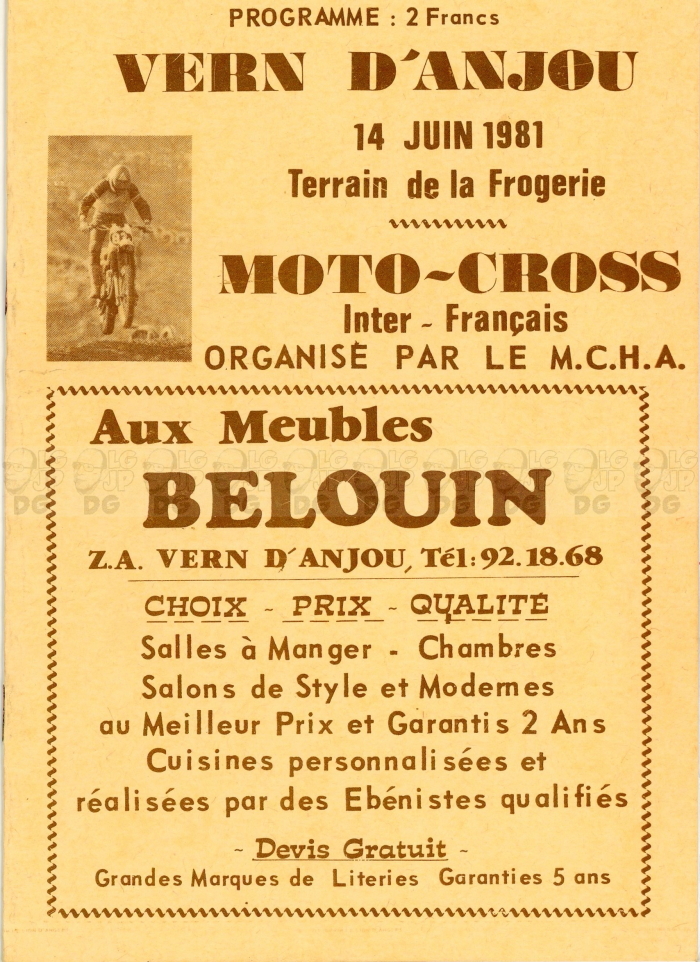 PROGRAMME : 2 Francs
VERN D'ANJOU
14 JUIN 1981
Terrain de la Frogerie
MOTO-CROSS
Inter - Français
ORGANISÉ PAR LE M.C.H.A.
Aux Meubles
BELOUIN
Z.A. VERN D'ANJOU, Tél: 92.18.68
CHOIX - PRIX - QUALITÉ
Salles à Manger - Chambres
Salons de Style et Modernes
au Meilleur Prix et Garantis 2 Ans
Cuisines personnalisées et
réalisées par des Ebénistes qualifiés
- Devis Gratuit -
Grandes Marques de Literies Garanties 5 ans